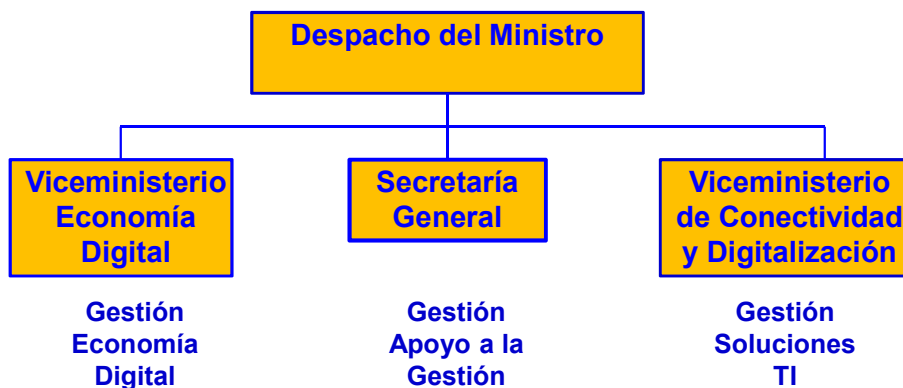 Despacho del Ministro
Viceministerio
Economía
Digital
Secretaría
General
Viceministerio
de Conectividad
y Digitalización
Gestión
Economía
Digital
Gestión
Apoyo a la
Gestión
Gestión
Soluciones
TI